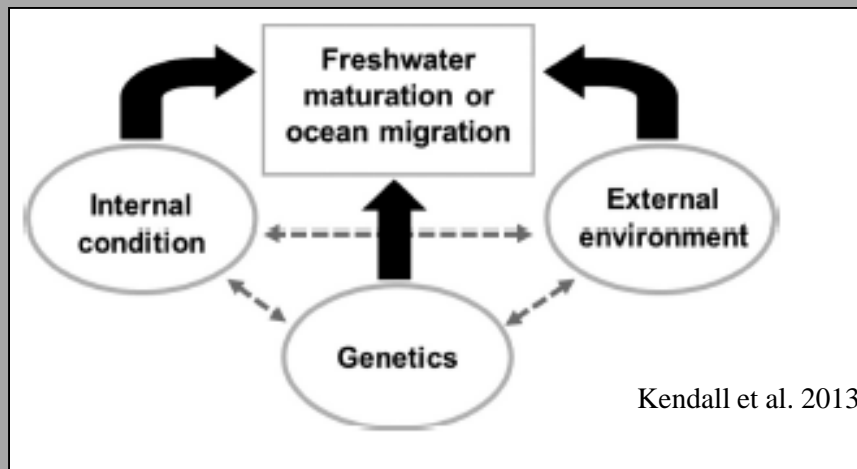 Freshwater
maturation or
ocean migration
Internal
condition
External
environment
Genetics
Kendall et al. 2013